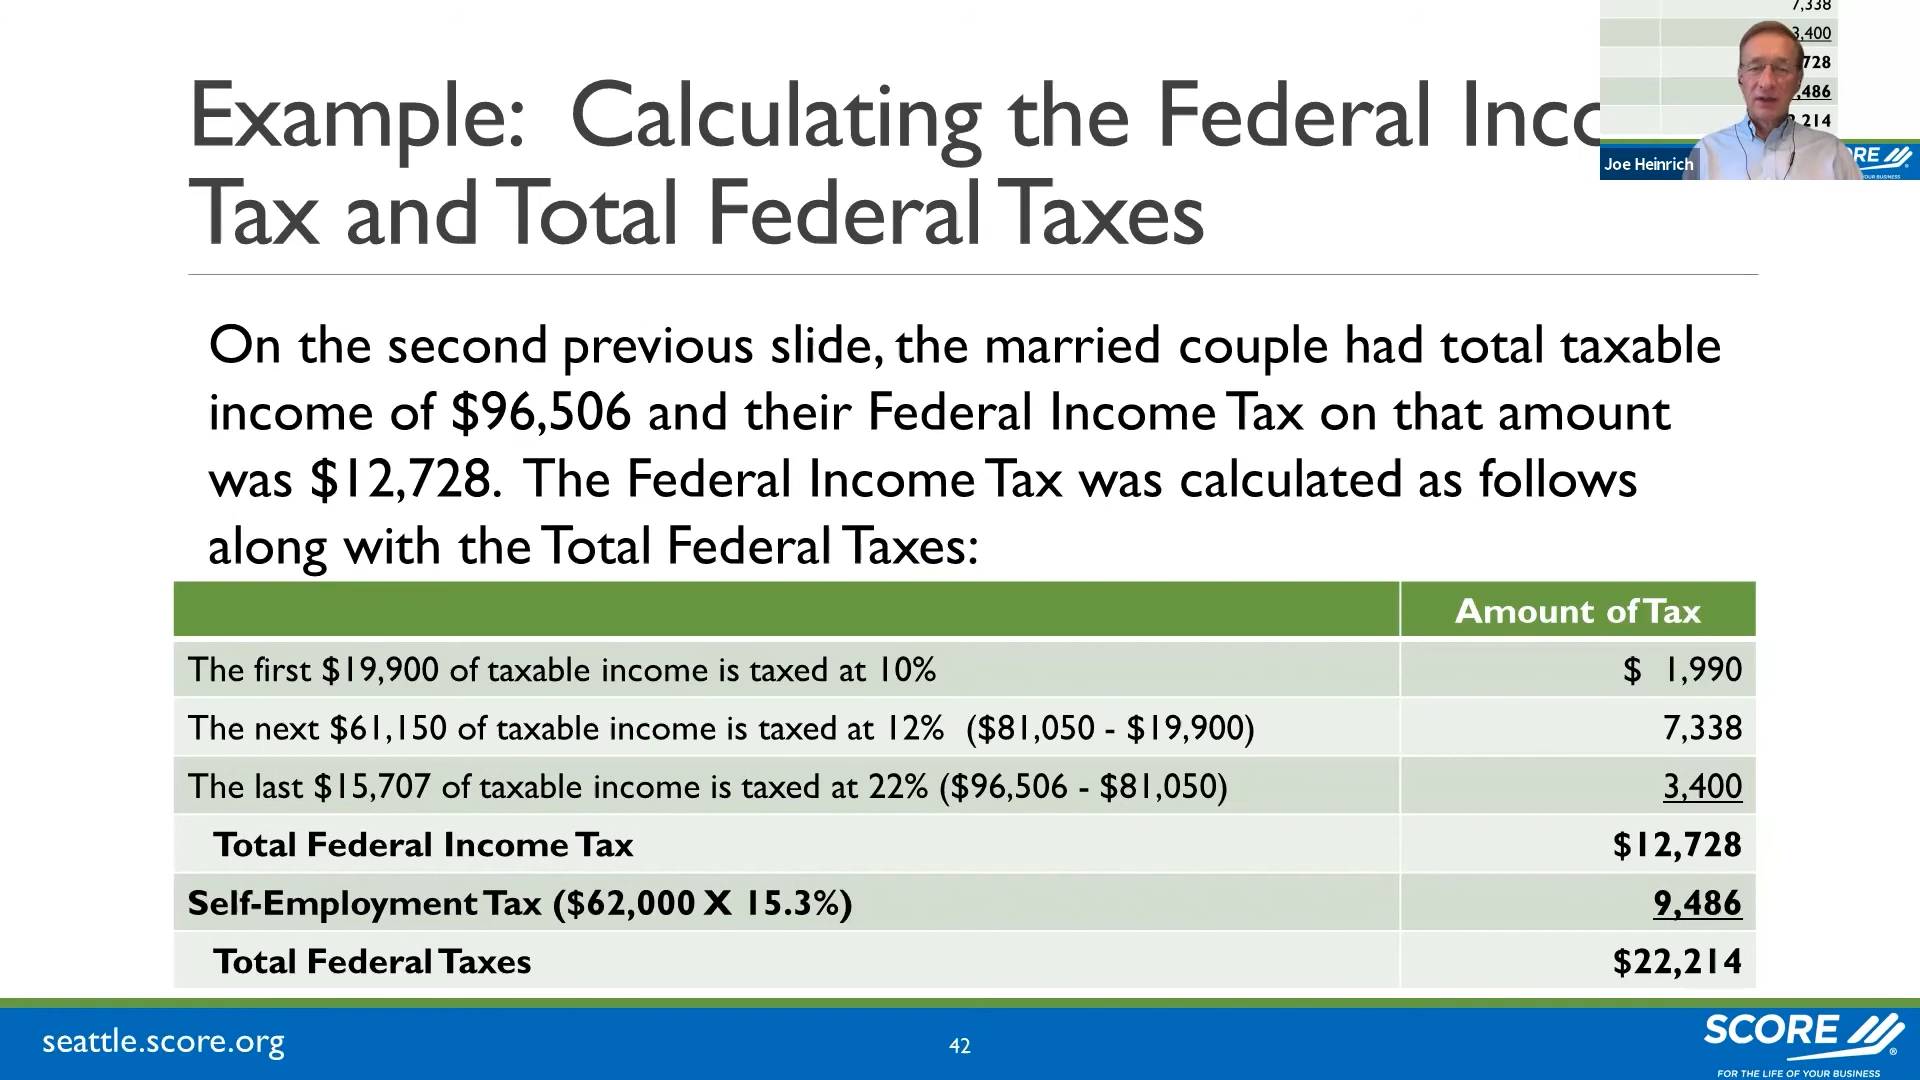 Example: Calculating the Federal Inco
Tax and Total Federal Taxes
7,338
3,400
728
,486
2,214
Joe Heinrich
On the second previous slide, the married couple had total taxable
income of $96,506 and their Federal Income Tax on that amount
was $12,728. The Federal Income Tax was calculated as follows
along with the Total Federal Taxes:
Amount of Tax
The first $19,900 of taxable income is taxed at 10% $ 1,990
The next $61,150 of taxable income is taxed at 12% ($81,050 - $19,900) 7,338
The last $15,707 of taxable income is taxed at 22% ($96,506 - $81,050) 3,400
Total Federal Income Tax $12,728
Self-Employment Tax ($62,000 X 15.3%) 9,486
Total Federal Taxes $22,214
seattle.score.org
42
SCORE
FOR THE LIFE OF YOUR BUSINESS